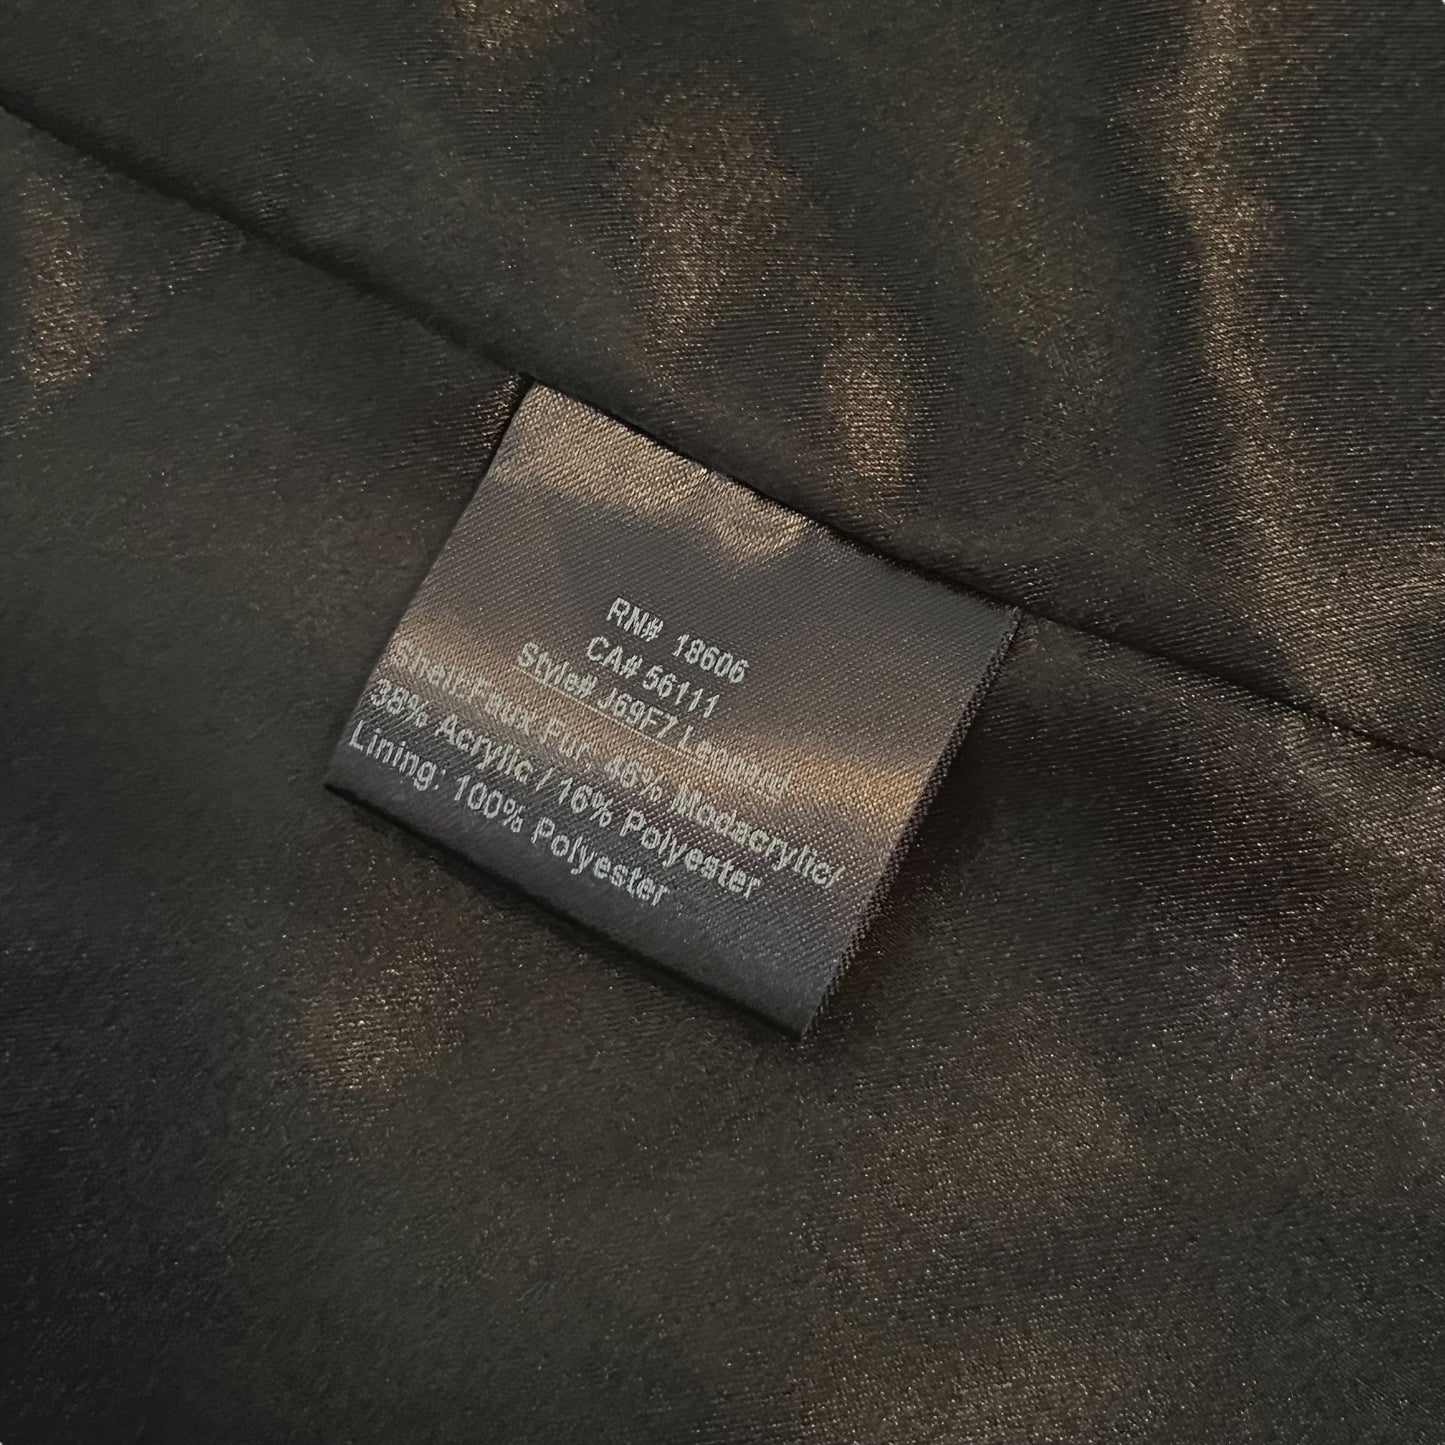 RN# 18606
CA# 56111
Style# J69F7 Leopard
Shell:Faux Fur, 46% Modacrylic/
38% Acrylic / 16% Polyester
Lining: 100% Polyester